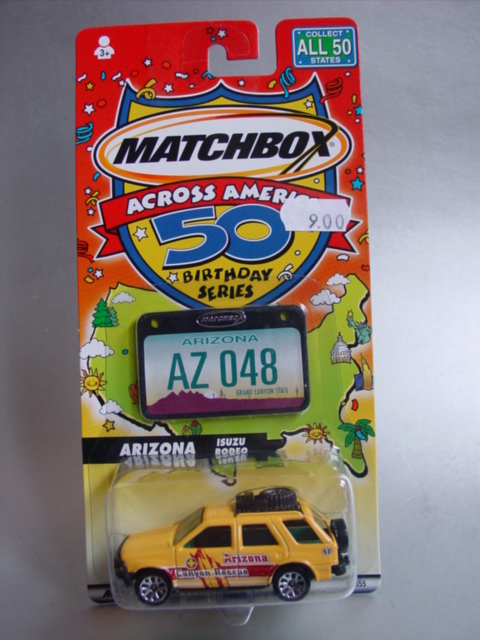 3+
COLLECT
ALL 50
STATES
MATCHBOX
ACROSS AMERICA
50
BIRTHDAY
SERIES
9.00
MATCHBOX
ARIZONA
AZ 048
GRAND CANYON STATE
ARIZONA
ISUZU
RODEO
Arizona
Canyon Rescue